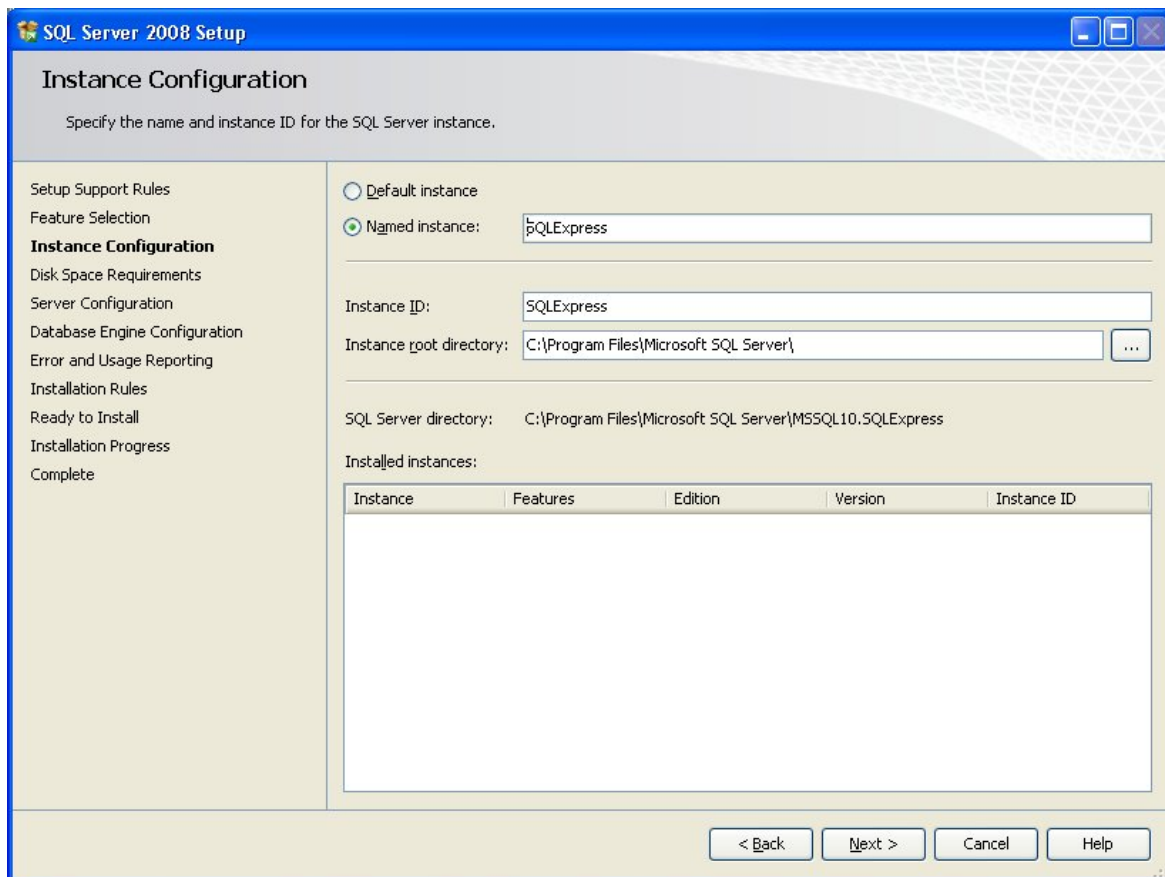 SQL Server 2008 Setup
Instance Configuration
Specify the name and instance ID for the SQL Server instance.
Setup Support Rules
Feature Selection
Instance Configuration
Disk Space Requirements
Server Configuration
Database Engine Configuration
Error and Usage Reporting
Installation Rules
Ready to Install
Installation Progress
Complete
Default instance
Named instance: SQLExpress
Instance ID: SQLExpress
Instance root directory: C:\Program Files\Microsoft SQL Server\ ...
SQL Server directory: C:\Program Files\Microsoft SQL Server\MSSQL10.SQLExpress
Installed instances:
Instance Features Edition Version Instance ID
< Back Next > Cancel Help